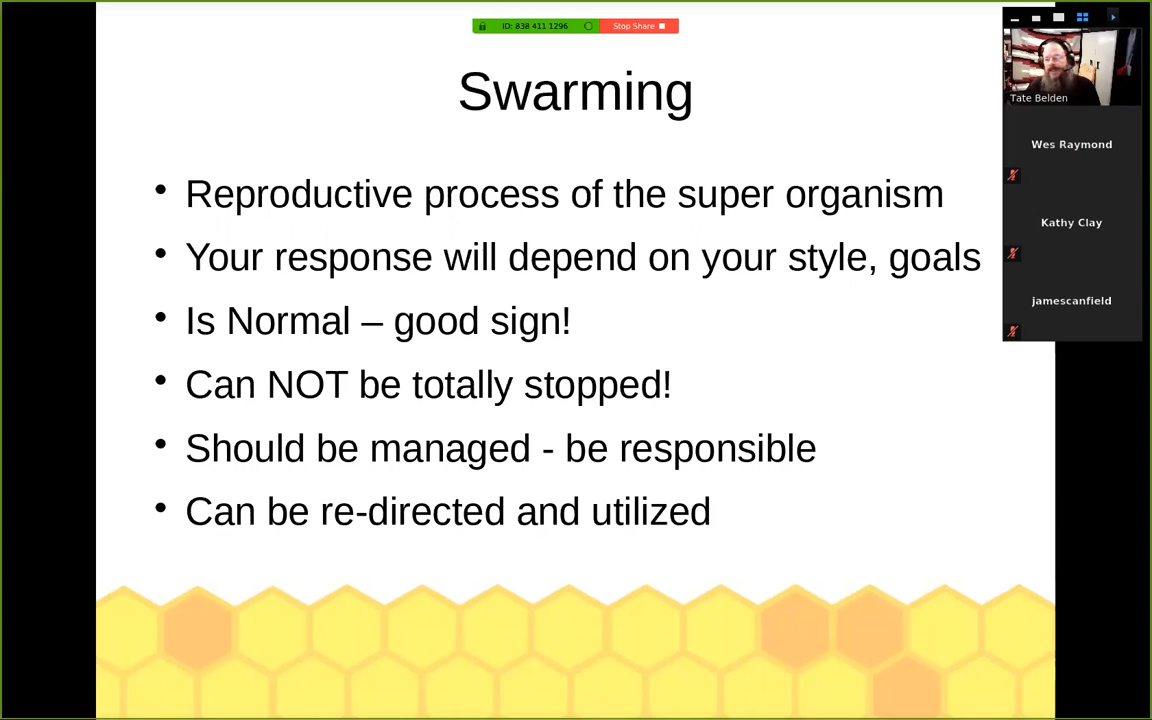 ID: 838 411 1296
Stop Share
Swarming
• Reproductive process of the super organism
• Your response will depend on your style, goals
• Is Normal – good sign!
• Can NOT be totally stopped!
• Should be managed - be responsible
• Can be re-directed and utilized
Tate Belden
Wes Raymond
Kathy Clay
jamescanfield